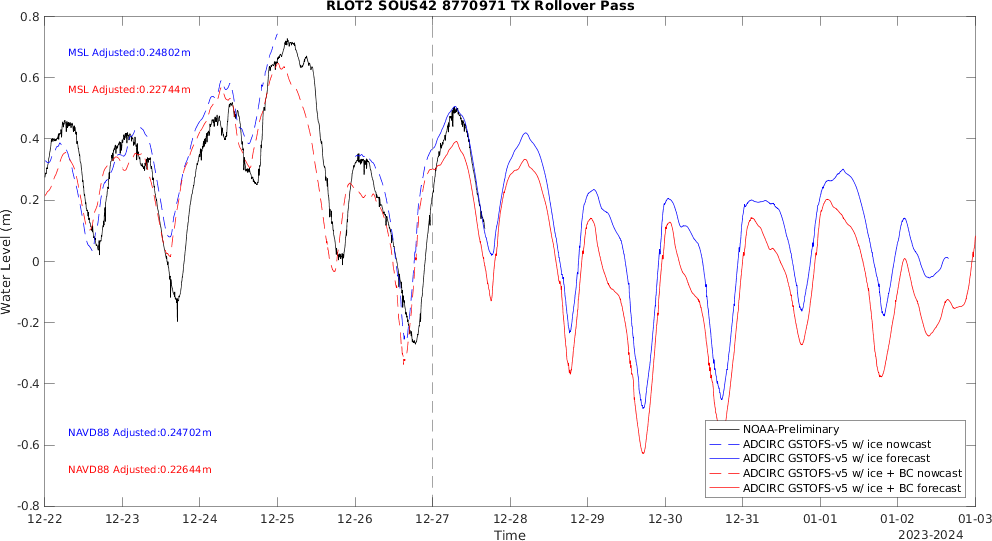 RLOT2 SOUS42 8770971 TX Rollover Pass
0.8
0.6
0.4
0.2
0
-0.2
-0.4
-0.6
-0.8
Water Level (m)
MSL Adjusted:0.24802m
MSL Adjusted:0.22744m
NAVD88 Adjusted:0.24702m
NAVD88 Adjusted:0.22644m
NOAA-Preliminary
ADCIRC GSTOFS-v5 w/ ice nowcast
ADCIRC GSTOFS-v5 w/ ice forecast
ADCIRC GSTOFS-v5 w/ ice + BC nowcast
ADCIRC GSTOFS-v5 w/ ice + BC forecast
12-22 12-23 12-24 12-25 12-26 12-27 12-28 12-29 12-30 12-31 01-01 01-02 01-03
Time
2023-2024